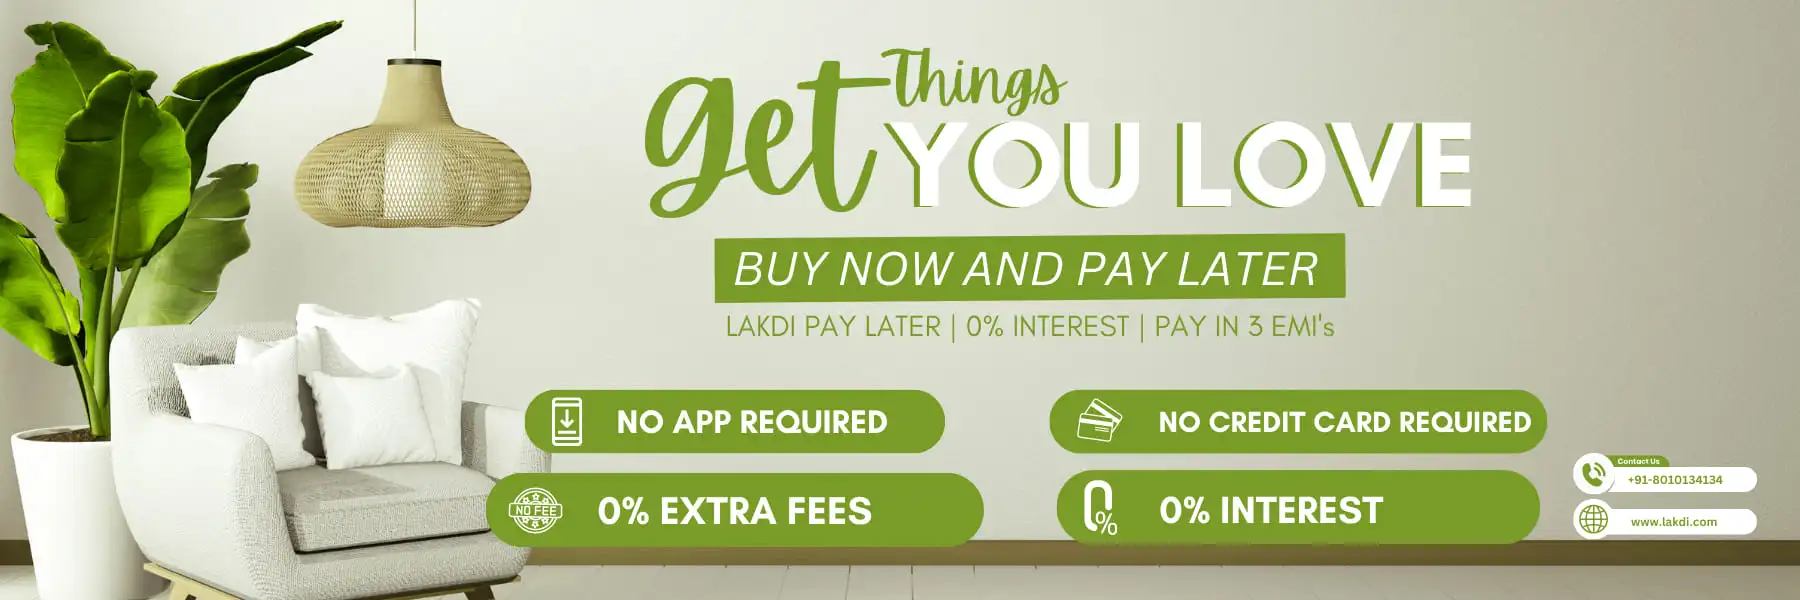 get Things
YOU LOVE
BUY NOW AND PAY LATER
LAKDI PAY LATER | 0% INTEREST | PAY IN 3 EMI's
NO APP REQUIRED
NO CREDIT CARD REQUIRED
NO FEE
0% EXTRA FEES
0%
0% INTEREST
Contact Us
+91-8010134134
www.lakdi.com